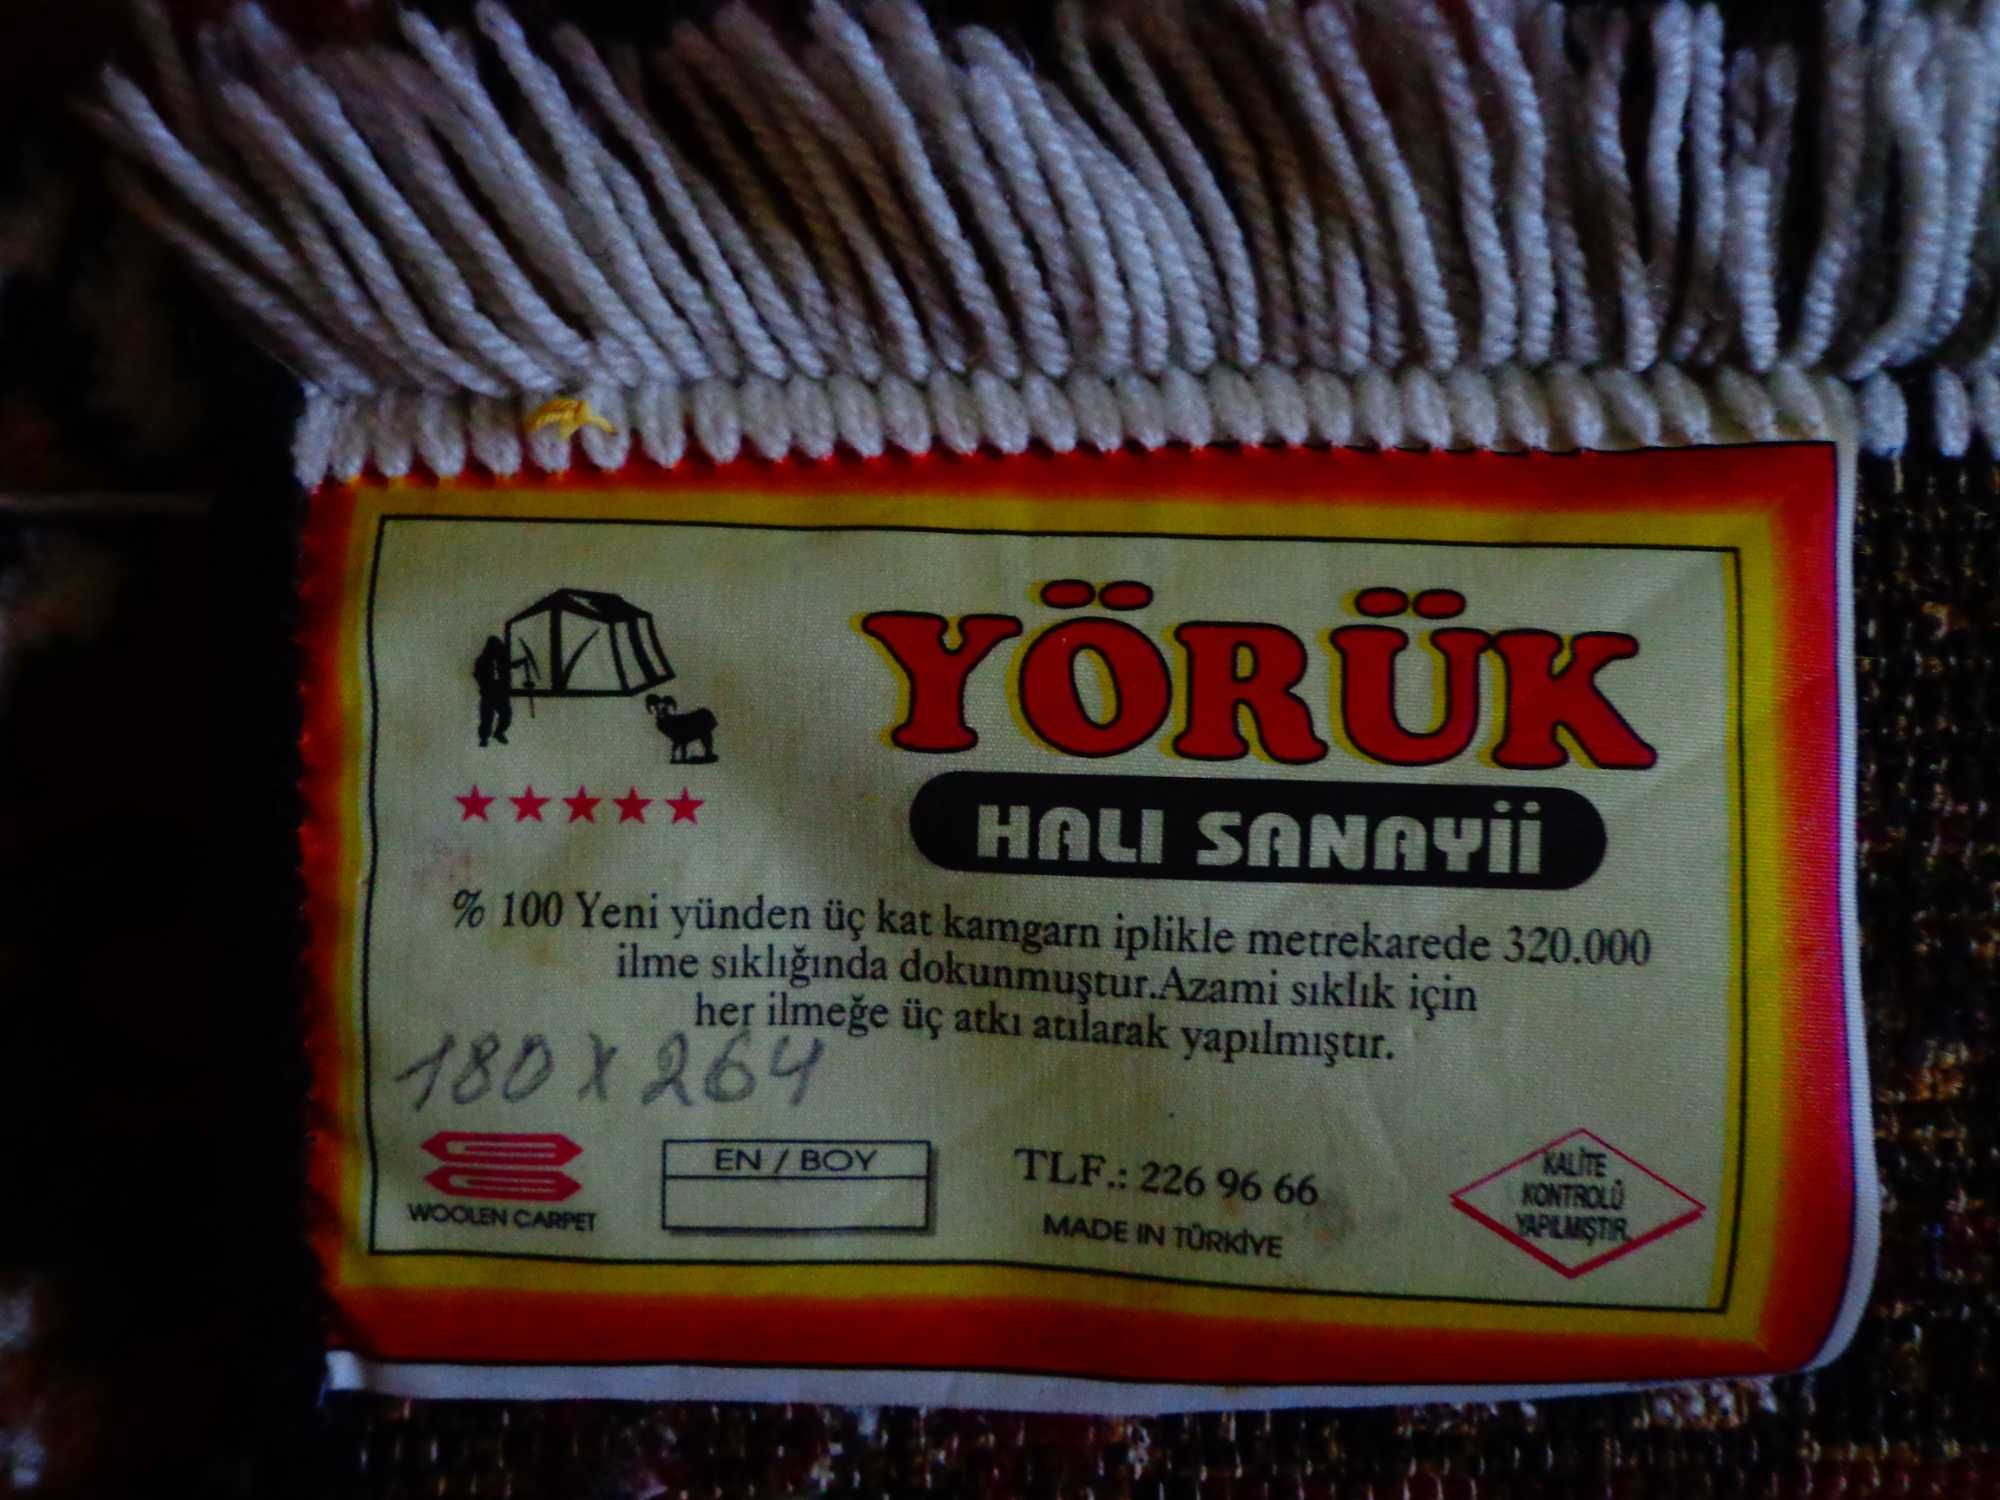 YÖRÜK
HALI SANAYİİ
% 100 Yeni yünden üç kat kamgarn iplikle metrekarede 320.000
ilme sıklığında dokunmuştur.Azami sıklık için
her ilmeğe üç atkı atılarak yapılmıştır.
180 x 264
WOOLEN CARPET
EN / BOY
TLF.: 226 96 66
MADE IN TÜRKİYE
KALİTE
KONTROLÜ
YAPILMIŞTIR.